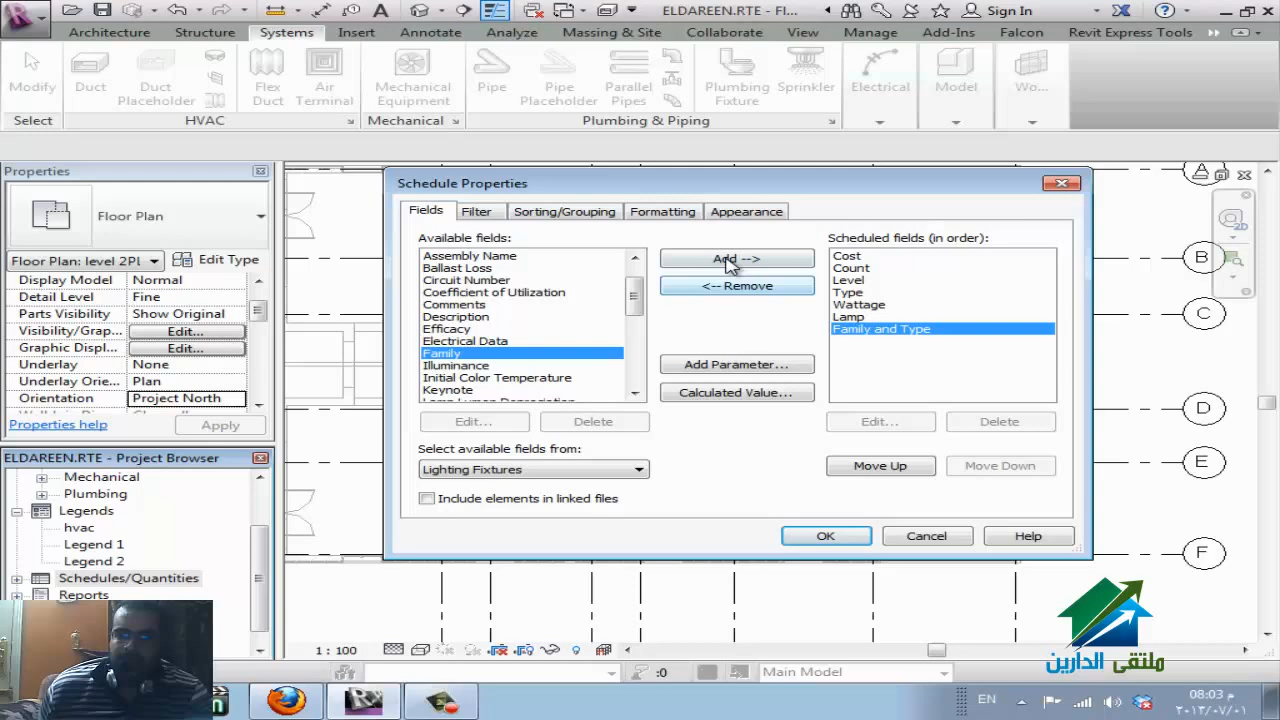 ELDAREEN.RTE - FI...
Sign In
Architecture Structure Systems Insert Annotate Analyze Massing & Site Collaborate View Manage Add-Ins Falcon Revit Express Tools
Modify
Duct
Duct Placeholder
Flex Duct
Air Terminal
Mechanical Equipment
Pipe
Pipe Placeholder
Parallel Pipes
Plumbing Fixture
Sprinkler
Electrical
Model
Wo...
Select
HVAC
Mechanical
Plumbing & Piping
Properties
Floor Plan
Floor Plan: level 2PL
Edit Type
Display Model Normal
Detail Level Fine
Parts Visibility Show Original
Visibility/Grap... Edit...
Graphic Displ... Edit...
Underlay None
Underlay Orie... Plan
Orientation Project North
Properties help
Apply
ELDAREEN.RTE - Project Browser
Mechanical
Plumbing
Legends
hvac
Legend 1
Legend 2
Schedules/Quantities
Reports
Schedule Properties
Fields Filter Sorting/Grouping Formatting Appearance
Available fields:
Assembly Name
Ballast Loss
Circuit Number
Coefficient of Utilization
Comments
Description
Efficacy
Electrical Data
Family
Illuminance
Initial Color Temperature
Keynote
Add -->
<-- Remove
Add Parameter...
Calculated Value...
Scheduled fields (in order):
Cost
Count
Level
Type
Wattage
Lamp
Family and Type
Edit... Delete
Edit... Delete
Select available fields from:
Lighting Fixtures
Move Up Move Down
Include elements in linked files
OK Cancel Help
A
B
C
D
E
F
2D
1 : 100
:0
Main Model
ملتقى الدارين
EN
08:03 م
٢٠١٣/٠٧/٠١